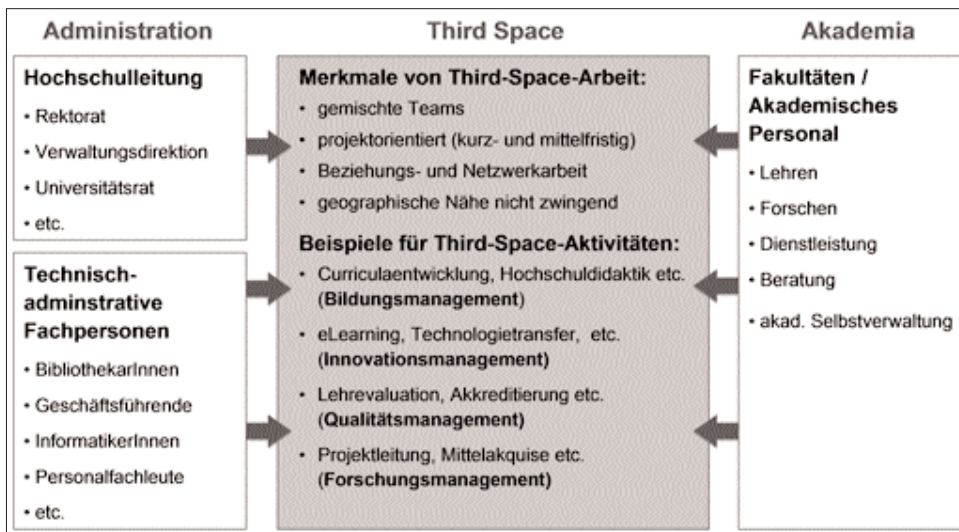 Administration
Third Space
Akademia
Hochschulleitung
• Rektorat
• Verwaltungsdirektion
• Universitätsrat
• etc.
Technisch-
adminstrative
Fachpersonen
• BibliothekarInnen
• Geschäftsführende
• InformatikerInnen
• Personalfachleute
• etc.
Merkmale von Third-Space-Arbeit:
• gemischte Teams
• projektorientiert (kurz- und mittelfristig)
• Beziehungs- und Netzwerkarbeit
• geographische Nähe nicht zwingend
Beispiele für Third-Space-Aktivitäten:
• Curriculaentwicklung, Hochschuldidaktik etc.
(Bildungsmanagement)
• eLearning, Technologietransfer, etc.
(Innovationsmanagement)
• Lehrevaluation, Akkreditierung etc.
(Qualitätsmanagement)
• Projektleitung, Mittelakquise etc.
(Forschungsmanagement)
Fakultäten /
Akademisches
Personal
• Lehren
• Forschen
• Dienstleistung
• Beratung
• akad. Selbstverwaltung